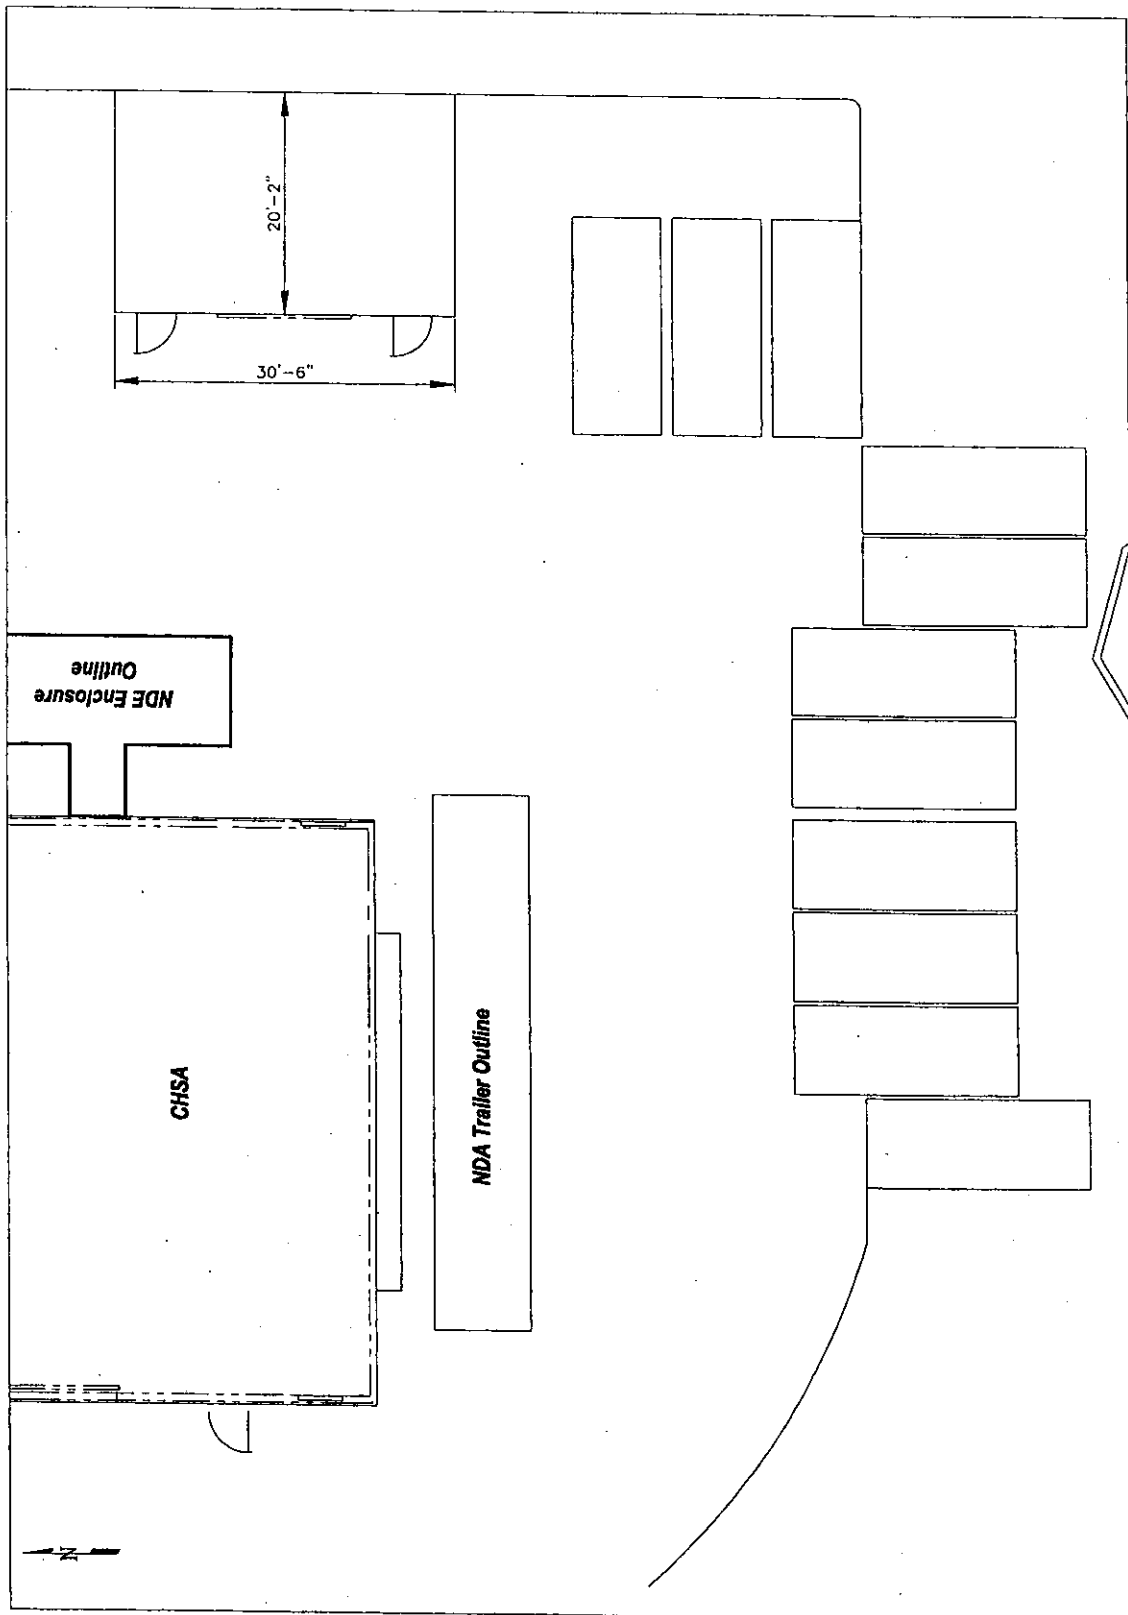 20'-2"
30'-6"
NDE Enclosure
Outline
CHSA
NDA Trailer Outline
N